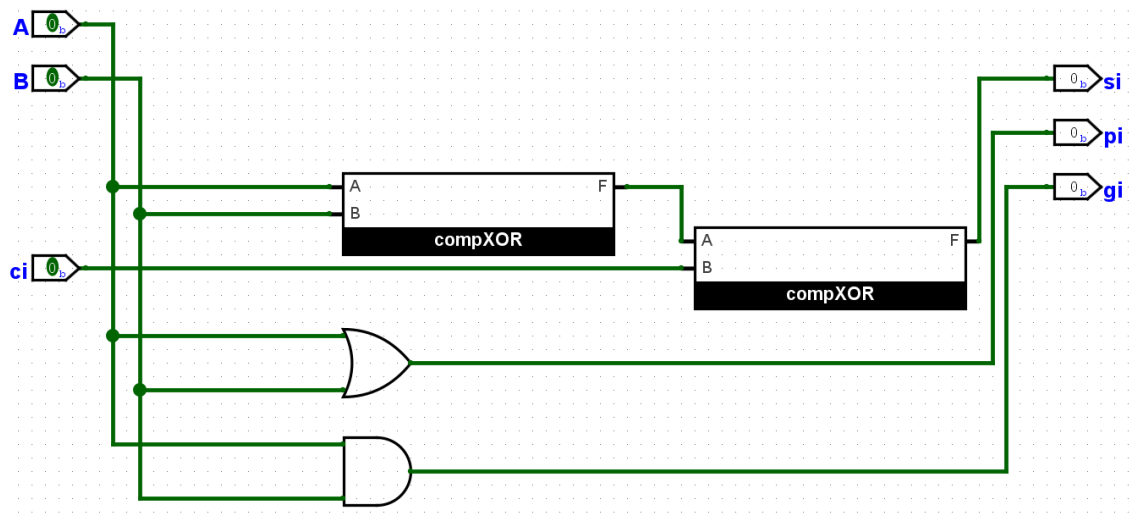 A 0b
B 0b
0b si
0b pi
0b gi
A F
B
compXOR
A F
B
compXOR
ci 0b